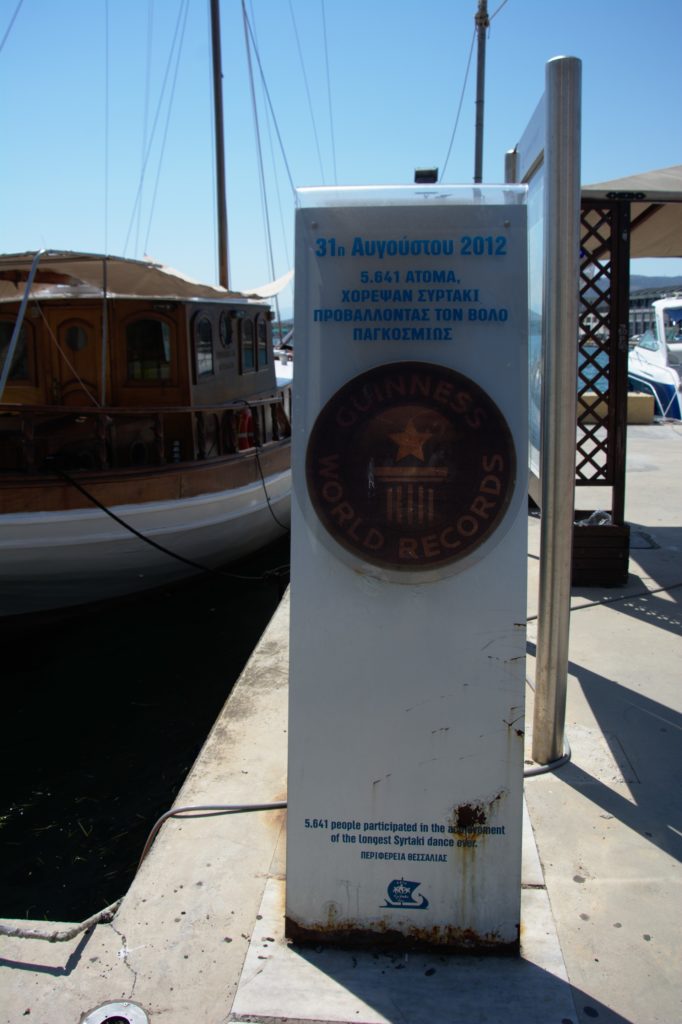 31η Αυγούστου 2012
5.641 ΑΤΟΜΑ,
ΧΟΡΕΨΑΝ ΣΥΡΤΑΚΙ
ΠΡΟΒΑΛΛΟΝΤΑΣ ΤΟΝ ΒΟΛΟ
ΠΑΓΚΟΣΜΙΩΣ
GUINNESS
WORLD RECORDS
5.641 people participated in the achievement
of the longest Syrtaki dance ever.
ΠΕΡΙΦΕΡΕΙΑ ΘΕΣΣΑΛΙΑΣ